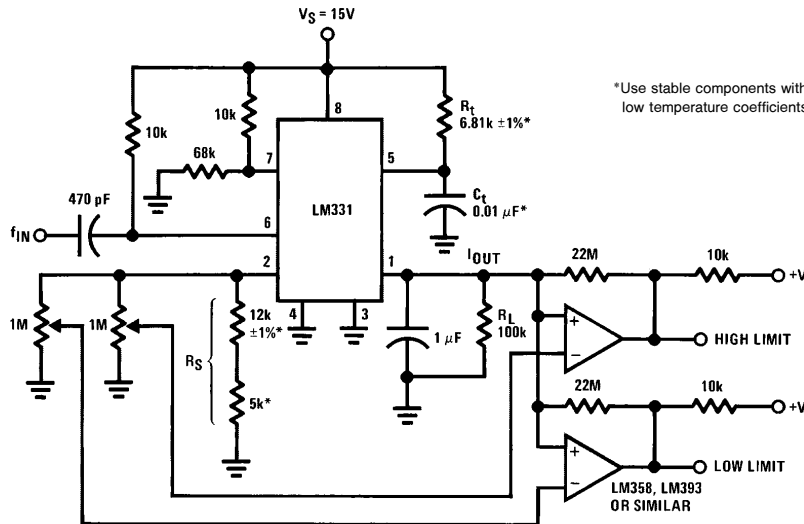 V_S = 15V
*Use stable components with
low temperature coefficients
10k
10k
8
R_t
6.81k ±1%*
68k
7
5
470 pF
LM331
C_t
0.01 μF*
f_IN
6
2
1
I_OUT
22M
10k
+V
1M
1M
12k
±1%*
4
3
R_L
100k
1 μF
+
−
HIGH LIMIT
R_S
5k*
22M
10k
+V
+
−
LOW LIMIT
LM358, LM393
OR SIMILAR